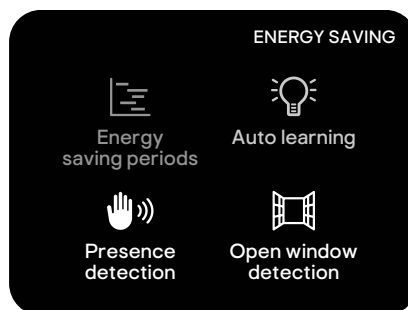 ENERGY SAVING
Energy
saving periods
Auto learning
Presence
detection
Open window
detection